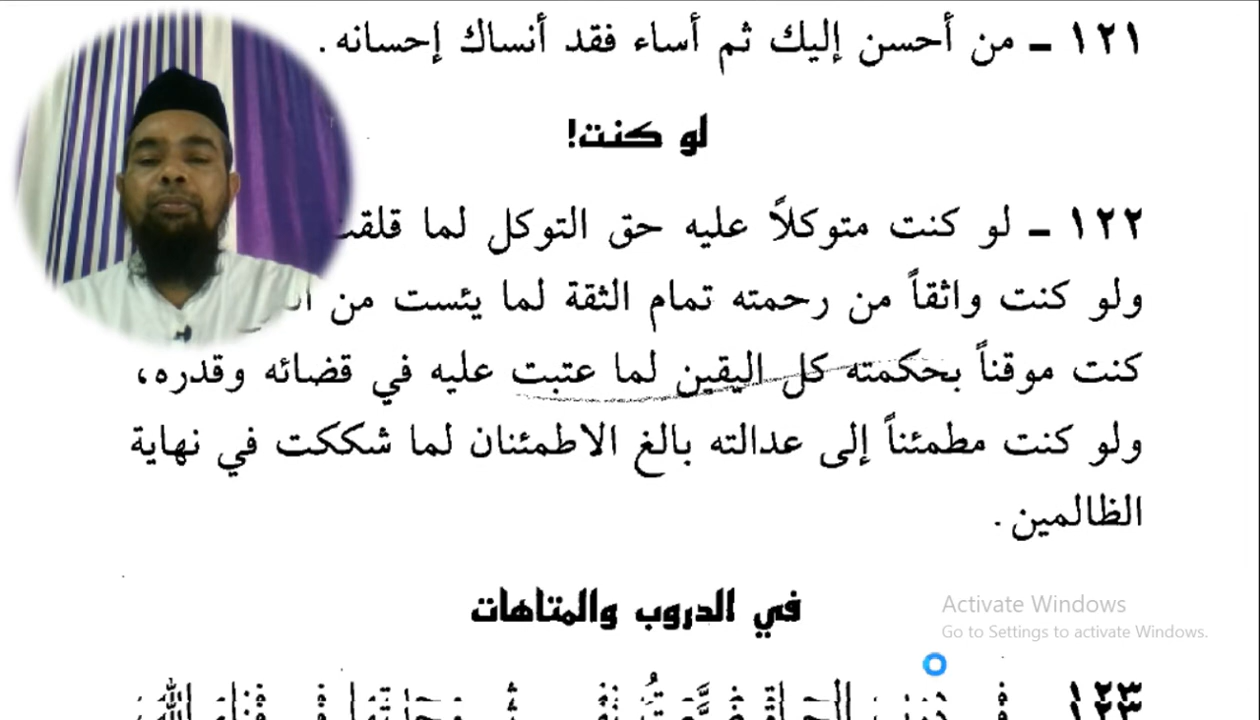 ١٢١ ـ من أحسن إليك ثم أساء فقد أنساك إحسانه .
لو كنت!
١٢٢ ـ لو كنت متوكلاً عليه حق التوكل لما
ولو كنت واثقاً من رحمته تمام الثقة لما يئست من
كنت موقناً بحكمته كل اليقين لما عتبت عليه في قضائه وقدره،
ولو كنت مطمئناً إلى عدالته بالغ الاطمئنان لما شككت في نهاية
الظالمين .
في الدروب والمتاهات
Activate Windows
Go to Settings to activate Windows.
١٢٣